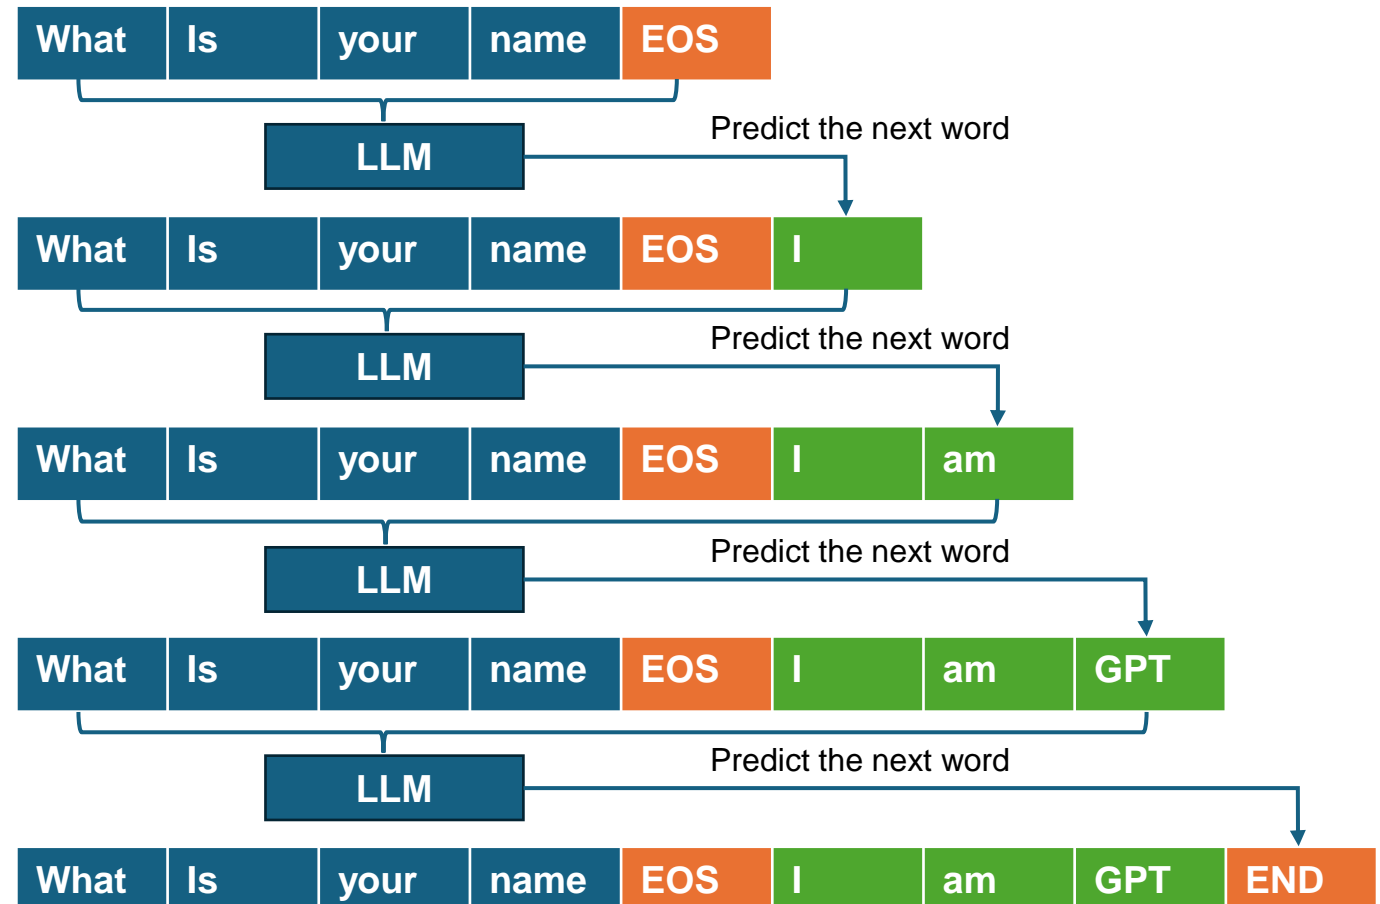 What Is your name EOS
Predict the next word
LLM
What Is your name EOS I
Predict the next word
LLM
What Is your name EOS I am
Predict the next word
LLM
What Is your name EOS I am GPT
Predict the next word
LLM
What Is your name EOS I am GPT END